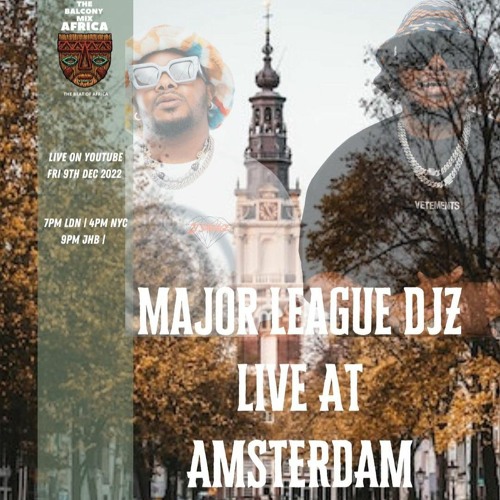 THE
BALCONY
MIX
AFRICA
THE BEAT OF AFRICA
LIVE ON YOUTUBE
FRI 9TH DEC 2022
7PM LDN | 4PM NYC
9PM JHB |
VETEMENTS
MAJOR LEAGUE DJZ
LIVE AT
AMSTERDAM